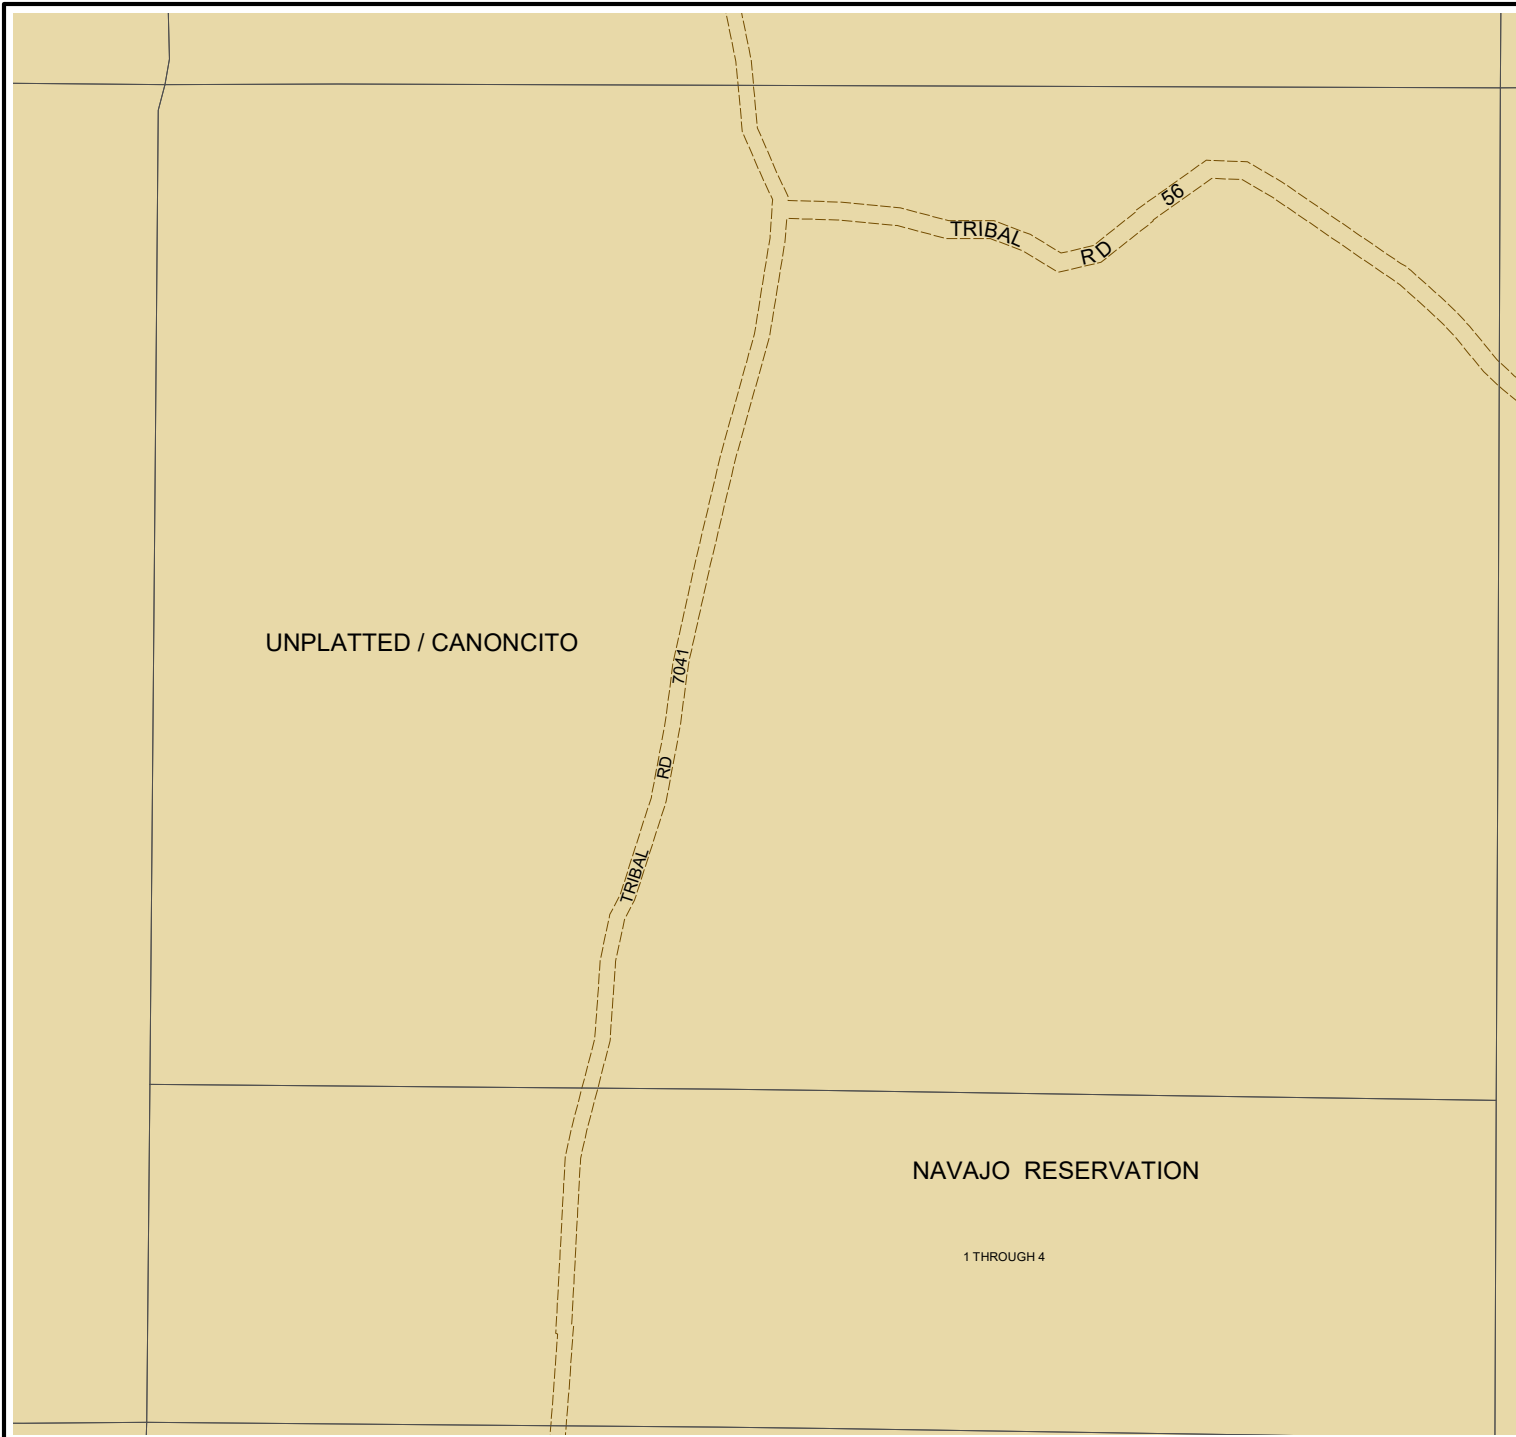 TRIBAL RD 56
UNPLATTED / CANONCITO
TRIBAL RD 7041
NAVAJO RESERVATION
1 THROUGH 4